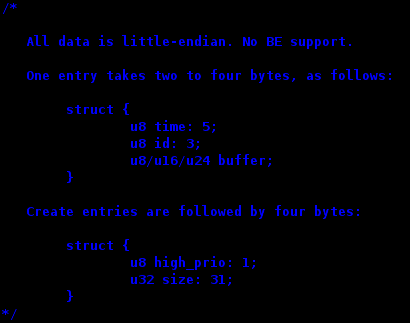 /*
All data is little-endian. No BE support.
One entry takes two to four bytes, as follows:
struct {
u8 time: 5;
u8 id: 3;
u8/u16/u24 buffer;
}
Create entries are followed by four bytes:
struct {
u8 high_prio: 1;
u32 size: 31;
}
*/